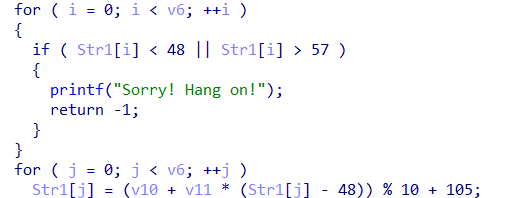 for ( i = 0; i < v6; ++i )
{
  if ( Str1[i] < 48 || Str1[i] > 57 )
  {
    printf("Sorry! Hang on!");
    return -1;
  }
}
for ( j = 0; j < v6; ++j )
  Str1[j] = (v10 + v11 * (Str1[j] - 48)) % 10 + 105;